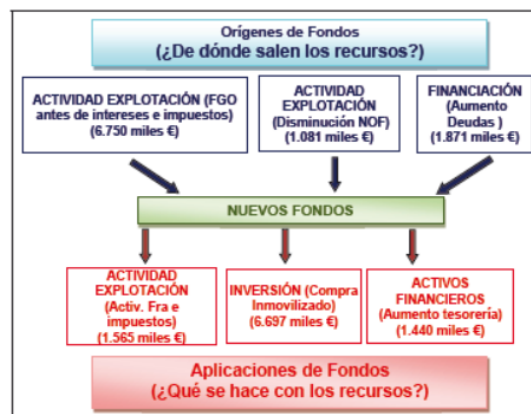 Orígenes de Fondos
(¿De dónde salen los recursos?)
ACTIVIDAD EXPLOTACIÓN (FGO
antes de intereses e impuestos)
(6.750 miles €)
ACTIVIDAD
EXPLOTACIÓN
(Disminución NOF)
(1.081 miles €)
FINANCIACIÓN
(Aumento
Deudas )
(1.871 miles €)
NUEVOS FONDOS
ACTIVIDAD
EXPLOTACIÓN
(Activ. Fra e
impuestos)
(1.565 miles €)
INVERSIÓN (Compra
Inmovilizado)
(6.697 miles €)
ACTIVOS
FINANCIEROS
(Aumento tesorería)
(1.440 miles €)
Aplicaciones de Fondos
(¿Qué se hace con los recursos?)